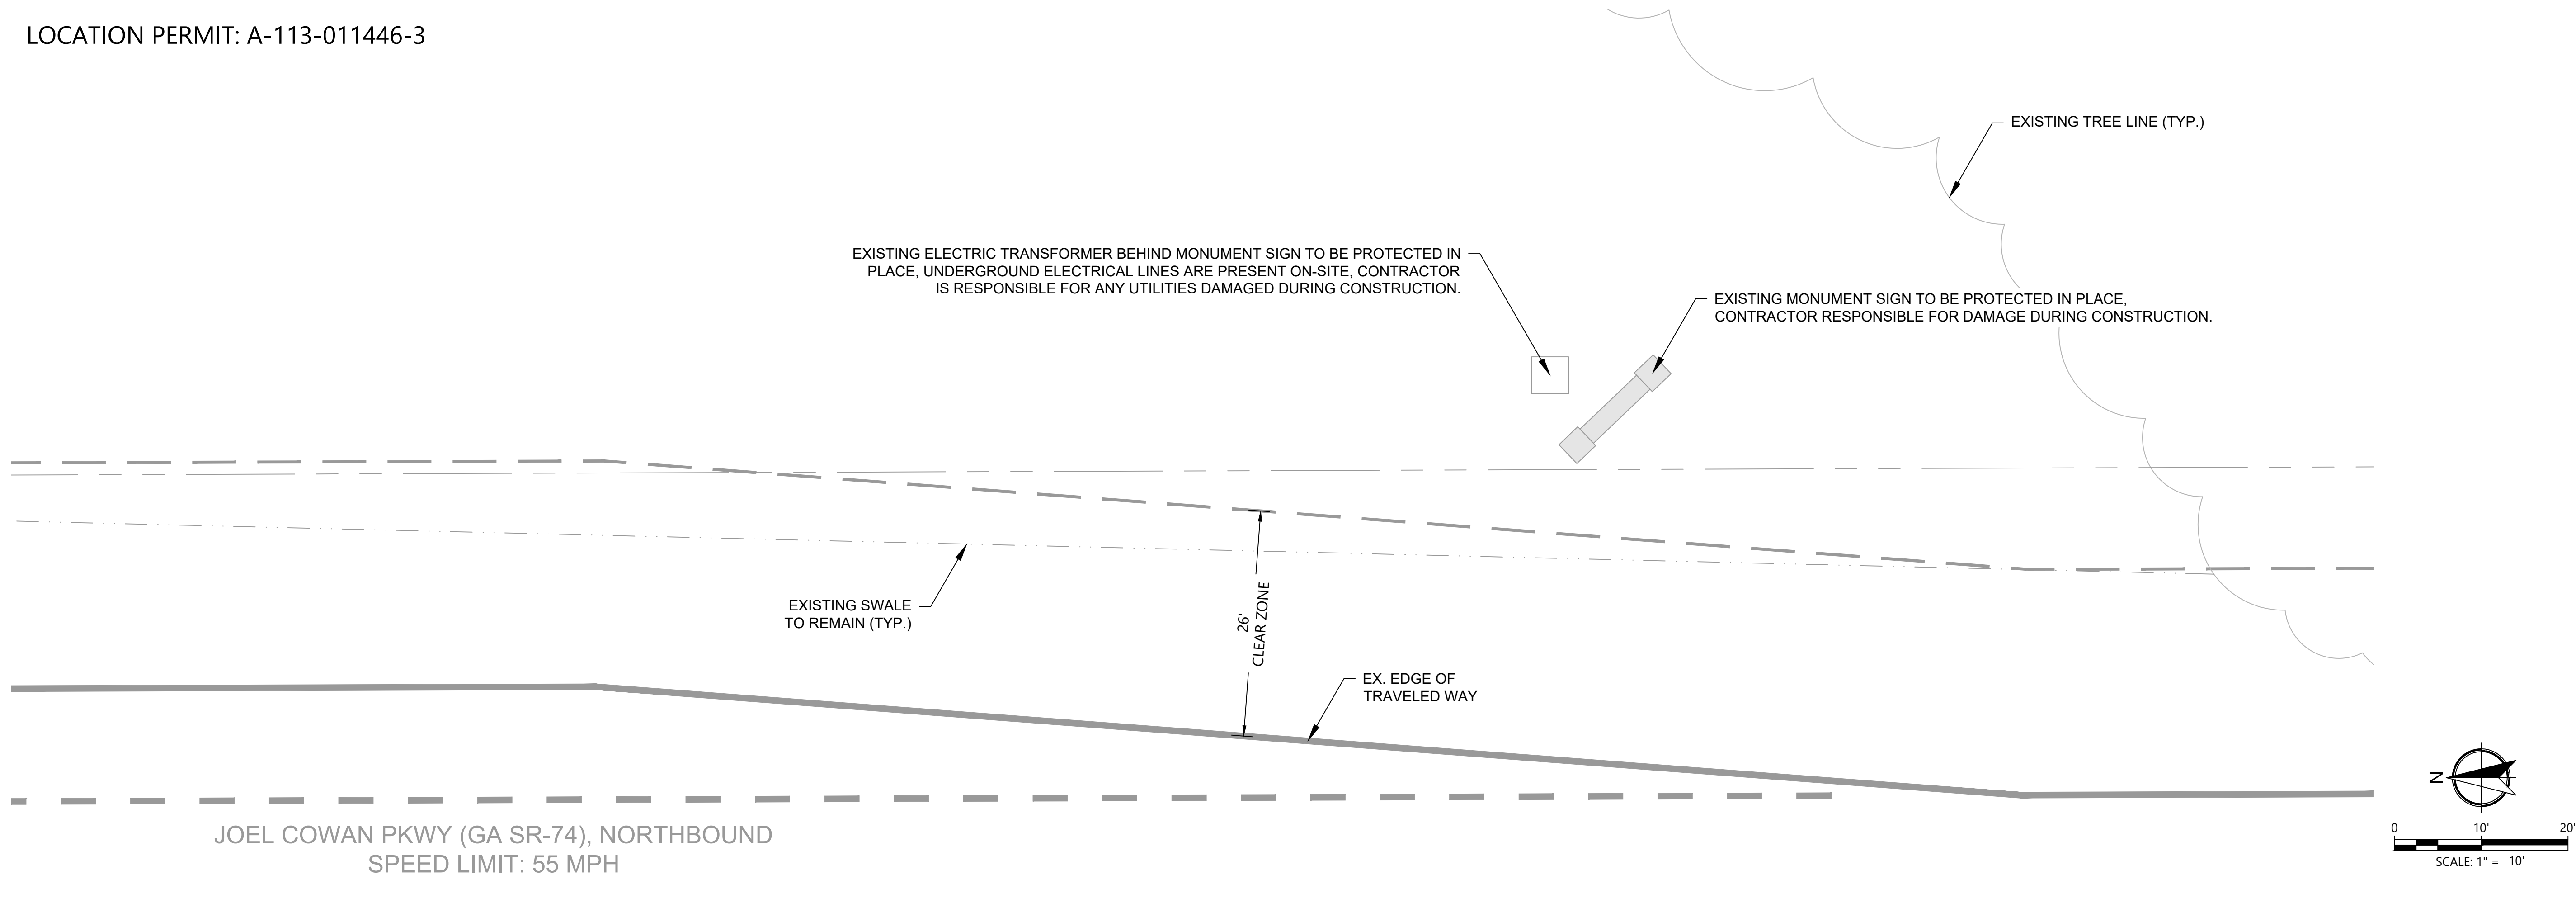 LOCATION PERMIT: A-113-011446-3
EXISTING TREE LINE (TYP.)
EXISTING ELECTRIC TRANSFORMER BEHIND MONUMENT SIGN TO BE PROTECTED IN
PLACE, UNDERGROUND ELECTRICAL LINES ARE PRESENT ON-SITE, CONTRACTOR
IS RESPONSIBLE FOR ANY UTILITIES DAMAGED DURING CONSTRUCTION.
EXISTING MONUMENT SIGN TO BE PROTECTED IN PLACE,
CONTRACTOR RESPONSIBLE FOR DAMAGE DURING CONSTRUCTION.
EXISTING SWALE
TO REMAIN (TYP.)
26'
CLEAR ZONE
EX. EDGE OF
TRAVELED WAY
JOEL COWAN PKWY (GA SR-74), NORTHBOUND
SPEED LIMIT: 55 MPH
N
0 10' 20'
SCALE: 1" = 10'